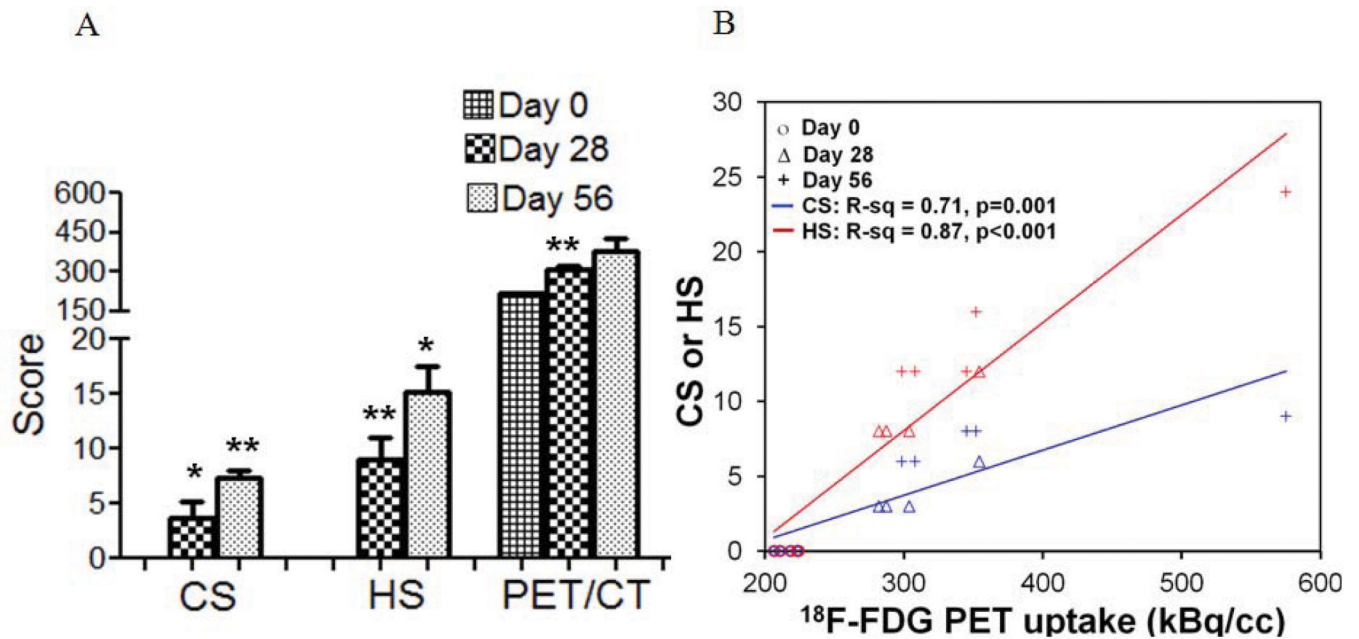 A
Day 0
Day 28
Day 56
600
450
300
150
20
15
10
5
0
Score
* ** ** * **
CS HS PET/CT
B
30
25
20
15
10
5
0
CS or HS
○ Day 0
△ Day 28
+ Day 56
CS: R-sq = 0.71, p=0.001
HS: R-sq = 0.87, p<0.001
200 300 400 500 600
¹⁸F-FDG PET uptake (kBq/cc)